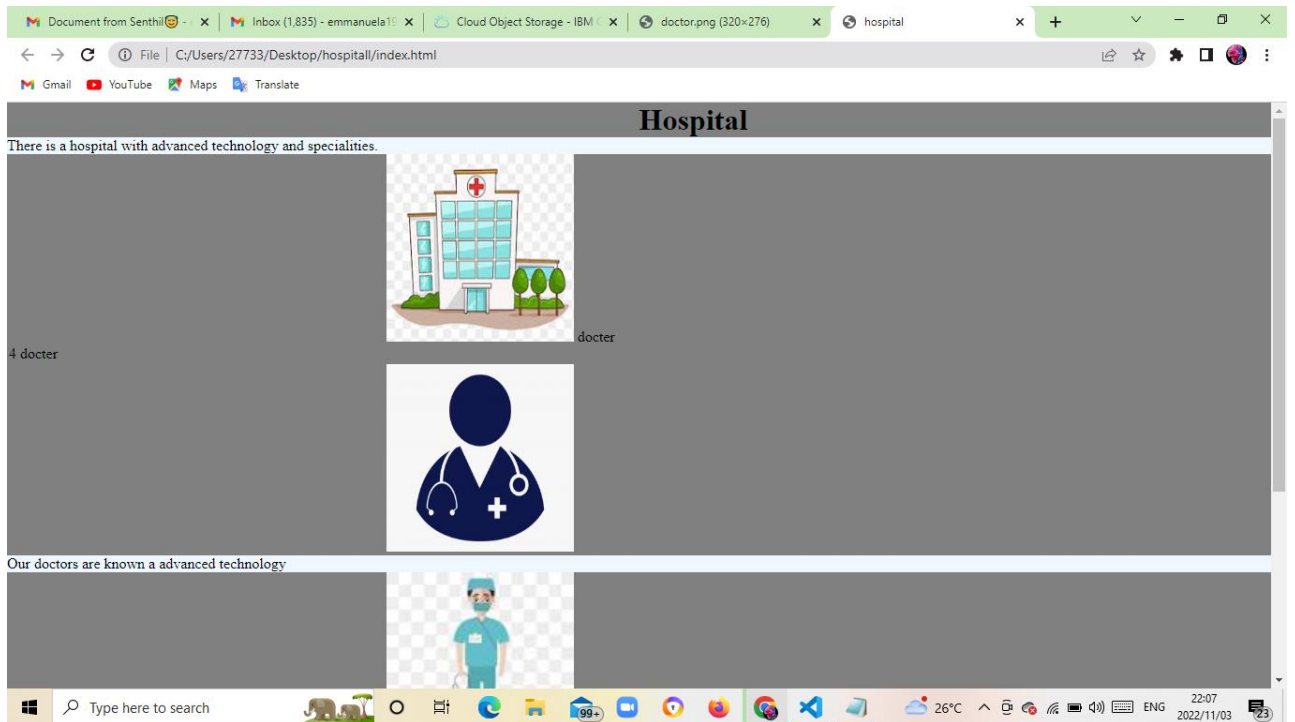 Document from Senthil😇 - 
Inbox (1,835) - emmanuela19
Cloud Object Storage - IBM C
doctor.png (320×276)
hospital
File | C:/Users/27733/Desktop/hospitall/index.html
Gmail YouTube Maps Translate
Hospital
There is a hospital with advanced technology and specialities.
docter
4 docter
Our doctors are known a advanced technology
Type here to search
99+
26°C
ENG
22:07
2022/11/03
23